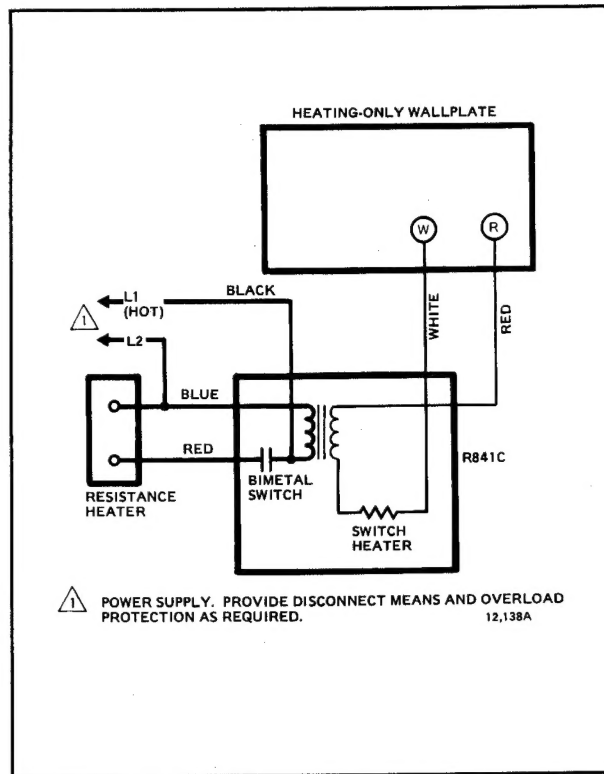 HEATING-ONLY WALLPLATE
W
R
L1
(HOT)
BLACK
1
L2
WHITE
RED
BLUE
RED
BIMETAL
SWITCH
R841C
RESISTANCE
HEATER
SWITCH
HEATER
1 POWER SUPPLY. PROVIDE DISCONNECT MEANS AND OVERLOAD
PROTECTION AS REQUIRED.
12,138A